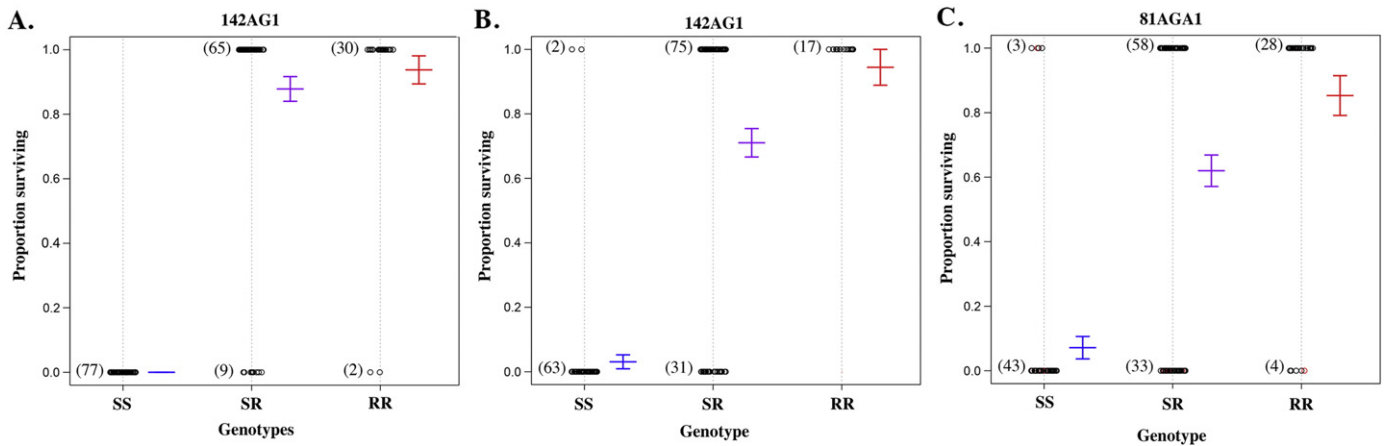 A.
142AG1
Proportion surviving
1.0
0.8
0.6
0.4
0.2
0.0
(65)
(30)
(77)
(9)
(2)
SS
SR
RR
Genotypes
B.
142AG1
Proportion surviving
1.0
0.8
0.6
0.4
0.2
0.0
(2)
(75)
(17)
(63)
(31)
SS
SR
RR
Genotype
C.
81AGA1
Proportion surviving
1.0
0.8
0.6
0.4
0.2
0.0
(3)
(58)
(28)
(43)
(33)
(4)
SS
SR
RR
Genotype